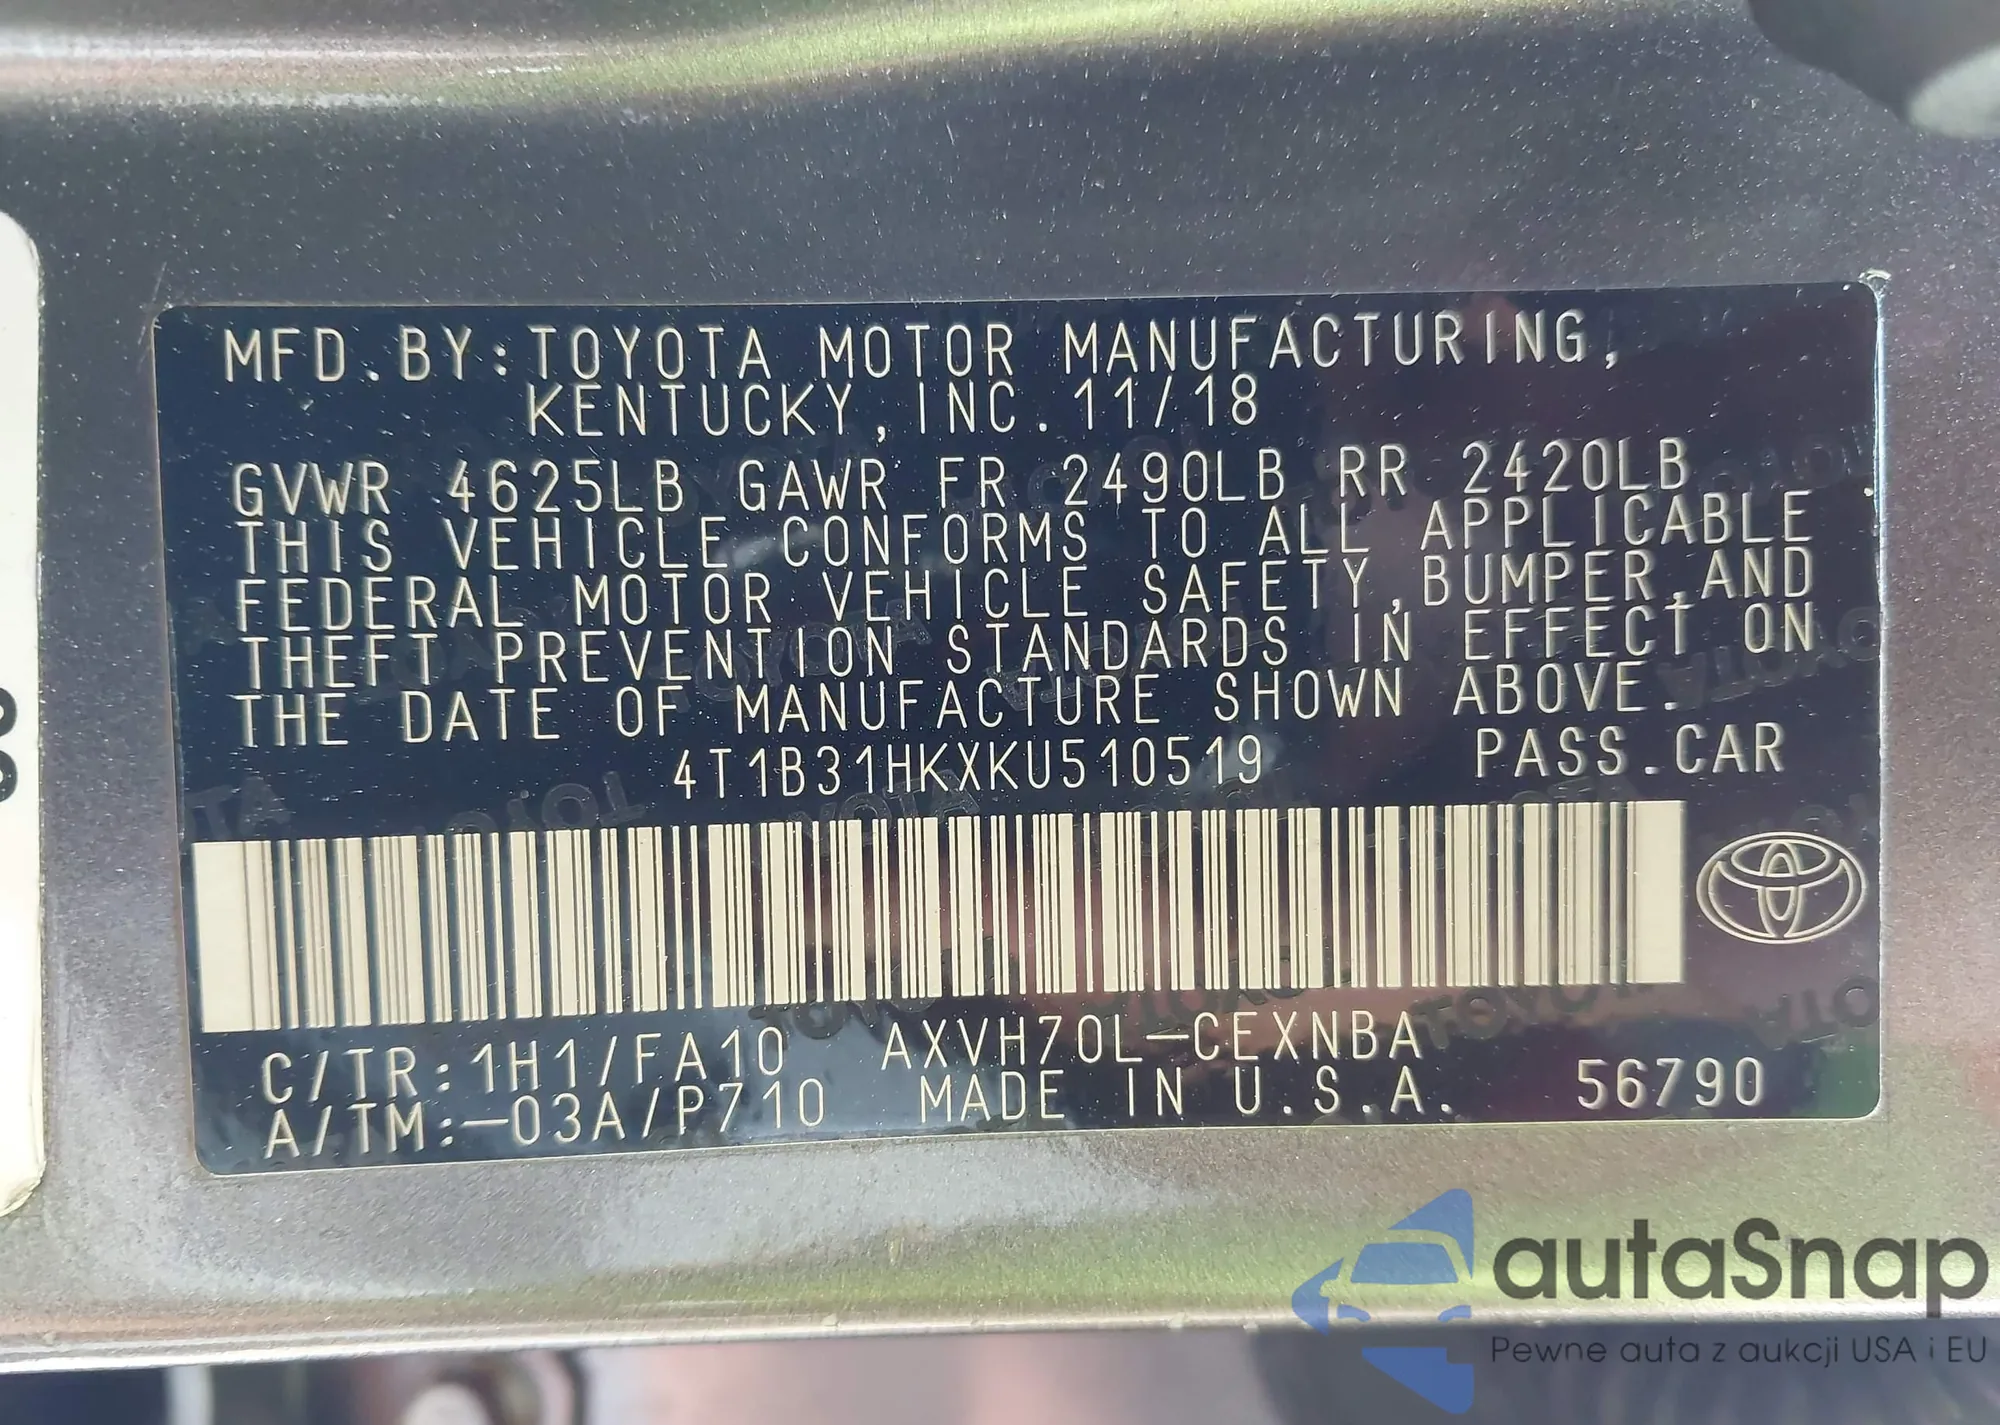 MFD.BY:TOYOTA MOTOR MANUFACTURING,
KENTUCKY,INC.11/18
GVWR 4625LB GAWR FR 2490LB RR 2420LB
THIS VEHICLE CONFORMS TO ALL APPLICABLE
FEDERAL MOTOR VEHICLE SAFETY,BUMPER,AND
THEFT PREVENTION STANDARDS IN EFFECT ON
THE DATE OF MANUFACTURE SHOWN ABOVE.
4T1B31HKXKU510519 PASS.CAR
C/TR:1H1/FA10 AXVH70L-CEXNBA
A/TM:-03A/P710 MADE IN U.S.A. 56790
autaSnap
Pewne auta z aukcji USA i EU